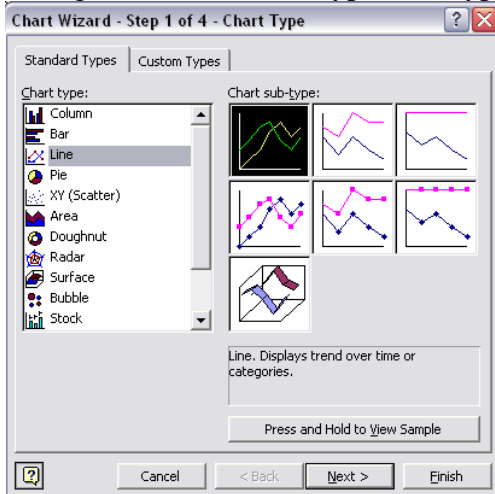 Chart Wizard - Step 1 of 4 - Chart Type
Standard Types Custom Types
Chart type:
Column
Bar
Line
Pie
XY (Scatter)
Area
Doughnut
Radar
Surface
Bubble
Stock
Chart sub-type:
Line. Displays trend over time or
categories.
Press and Hold to View Sample
Cancel < Back Next > Finish